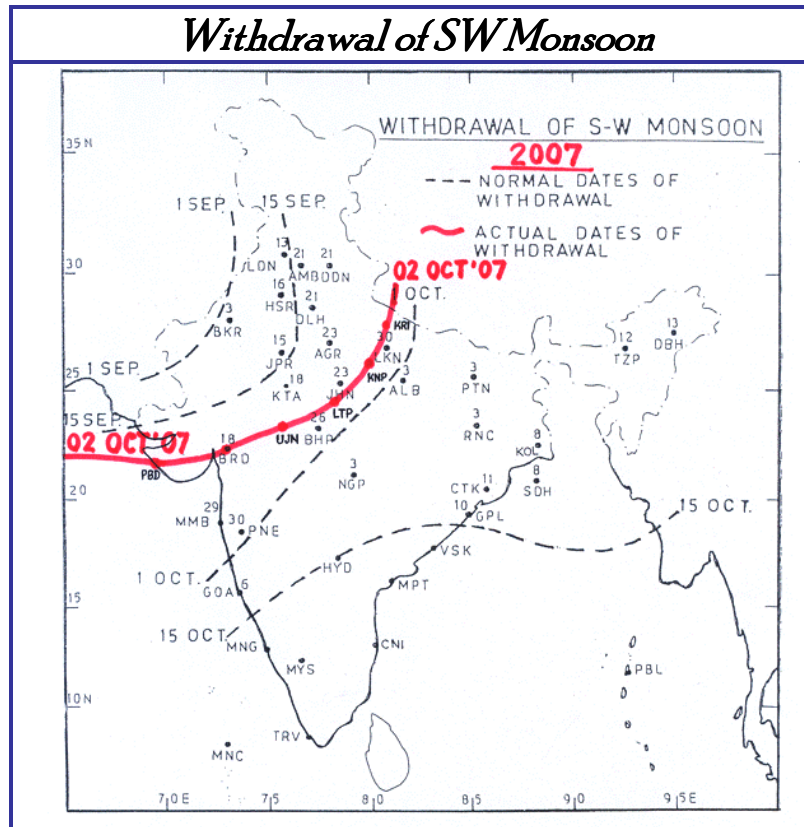 Withdrawal of SW Monsoon
WITHDRAWAL OF S-W MONSOON
2007
--- NORMAL DATES OF
WITHDRAWAL
ACTUAL DATES OF
WITHDRAWAL
35N
1 SEP.
15 SEP.
13
LDN
21
AMB
21
DDN
02 OCT'07
1 OCT.
30
16
HSR
21
DLH
3
BKR
KRI
30
LKN
12
TZP
13
DBH
15
JPR
23
AGR
KNP
1 SEP.
25
18
KTA
23
JHN
3
ALB
3
PTN
LTP
15 SEP.
02 OCT'07
18
BRD
UJN
26
BHP
3
RNC
8
KOL
PBD
3
NGP
11
CTK
8
SDH
20
10
GPL
15 OCT.
29
MMB
30
PNE
VSK
HYD
1 OCT.
6
GOA
MPT
15
15 OCT.
MNG
CNI
MYS
PBL
10N
TRV
MNC
70E
75
80
85
90
95E